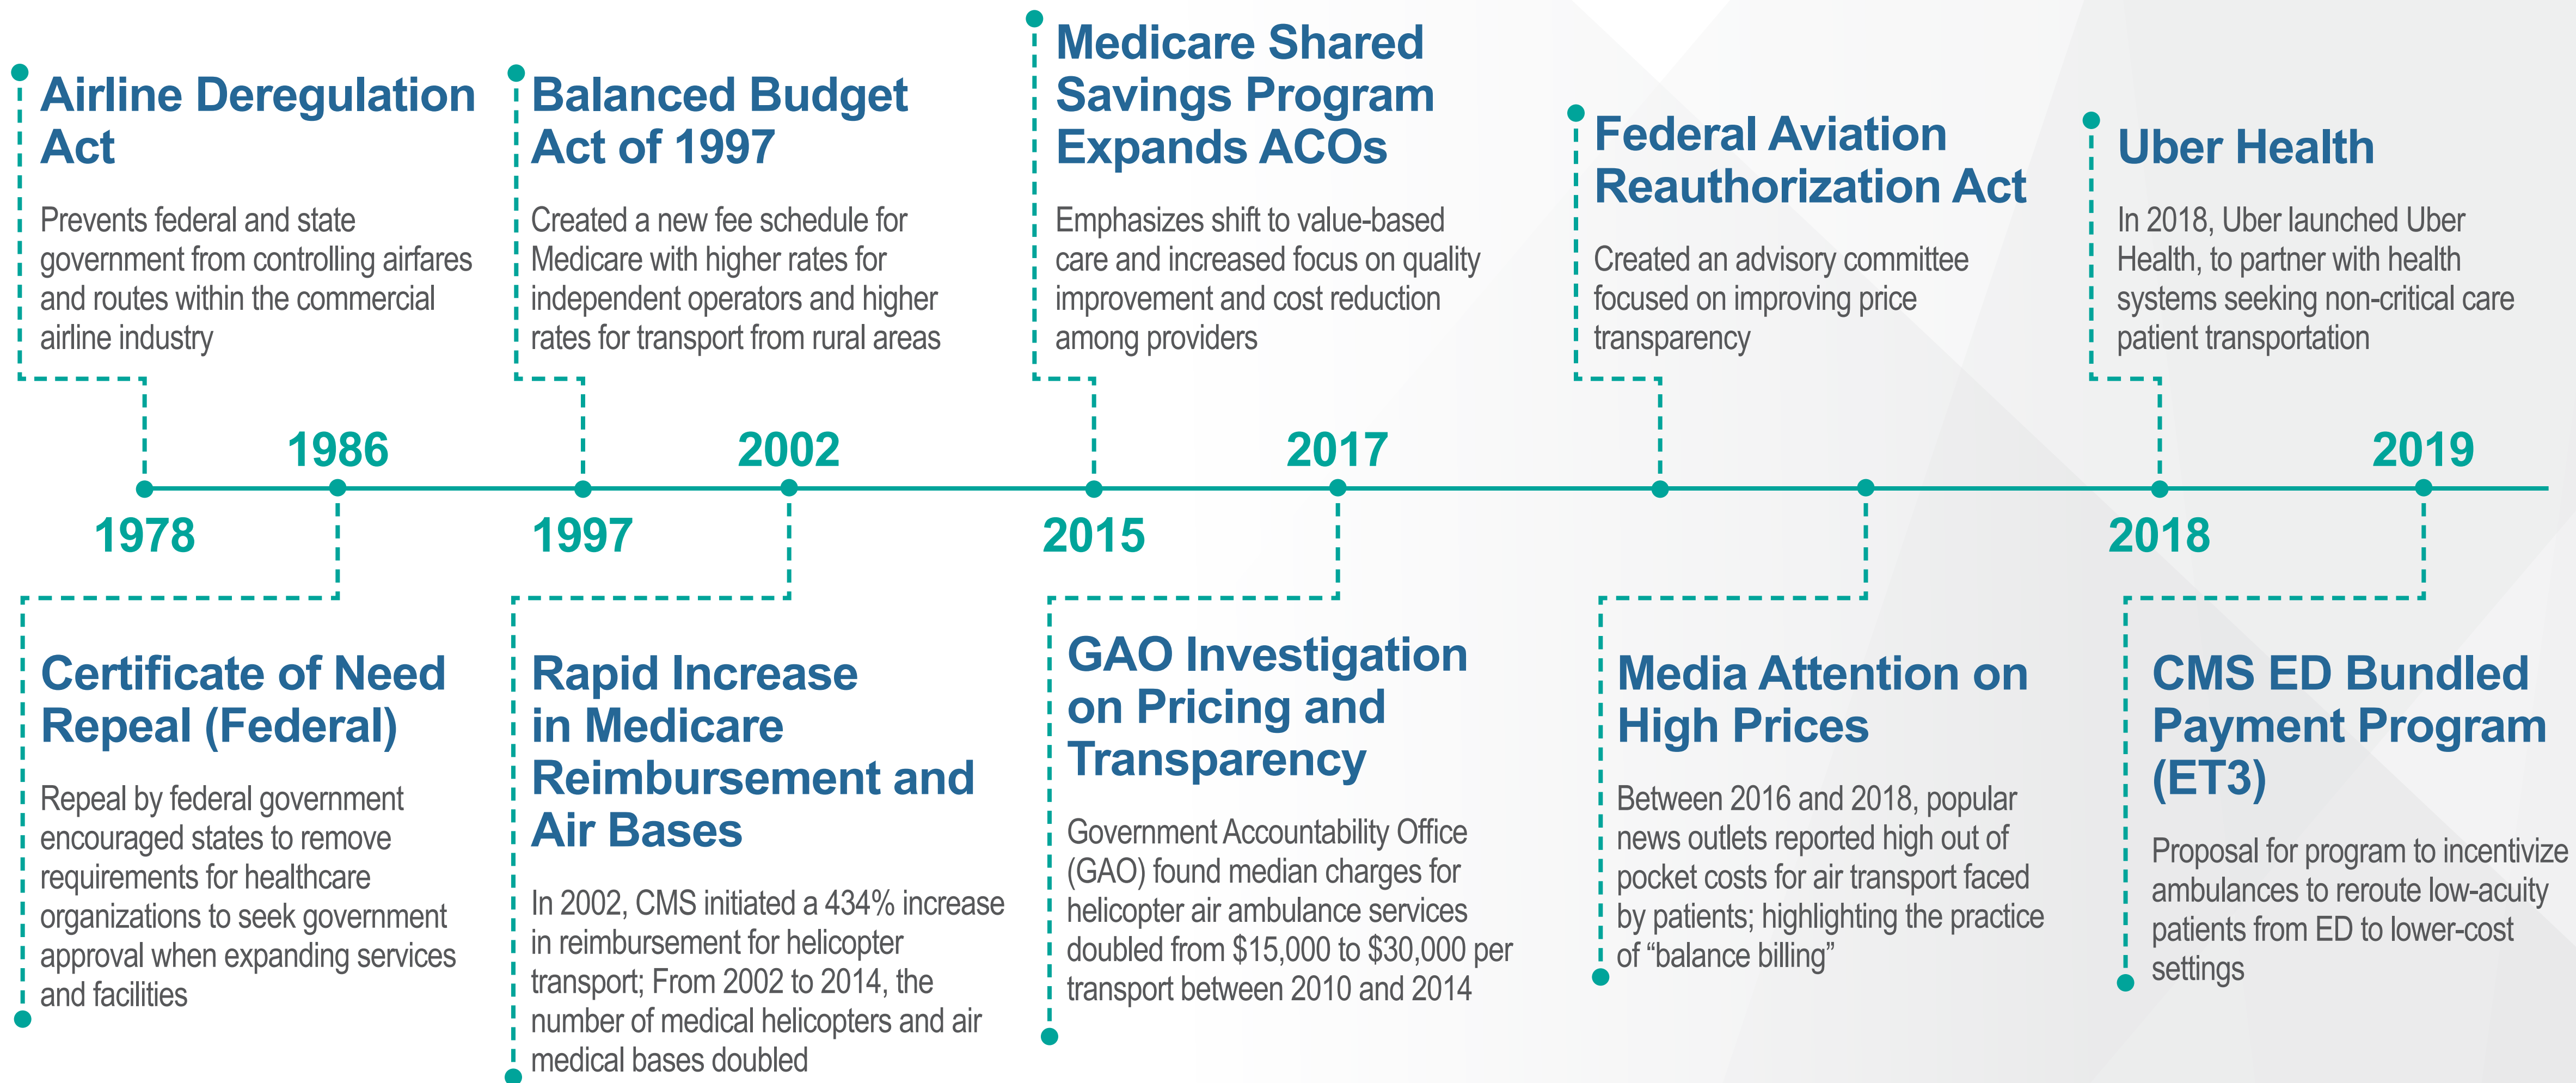 Airline Deregulation
Act
Prevents federal and state
government from controlling airfares
and routes within the commercial
airline industry
Balanced Budget
Act of 1997
Created a new fee schedule for
Medicare with higher rates for
independent operators and higher
rates for transport from rural areas
Medicare Shared
Savings Program
Expands ACOs
Emphasizes shift to value-based
care and increased focus on quality
improvement and cost reduction
among providers
Federal Aviation
Reauthorization Act
Created an advisory committee
focused on improving price
transparency
Uber Health
In 2018, Uber launched Uber
Health, to partner with health
systems seeking non-critical care
patient transportation
1978
1986
1997
2002
2015
2017
2018
2019
Certificate of Need
Repeal (Federal)
Repeal by federal government
encouraged states to remove
requirements for healthcare
organizations to seek government
approval when expanding services
and facilities
Rapid Increase
in Medicare
Reimbursement and
Air Bases
In 2002, CMS initiated a 434% increase
in reimbursement for helicopter
transport; From 2002 to 2014, the
number of medical helicopters and air
medical bases doubled
GAO Investigation
on Pricing and
Transparency
Government Accountability Office
(GAO) found median charges for
helicopter air ambulance services
doubled from $15,000 to $30,000 per
transport between 2010 and 2014
Media Attention on
High Prices
Between 2016 and 2018, popular
news outlets reported high out of
pocket costs for air transport faced
by patients; highlighting the practice
of “balance billing”
CMS ED Bundled
Payment Program
(ET3)
Proposal for program to incentivize
ambulances to reroute low-acuity
patients from ED to lower-cost
settings